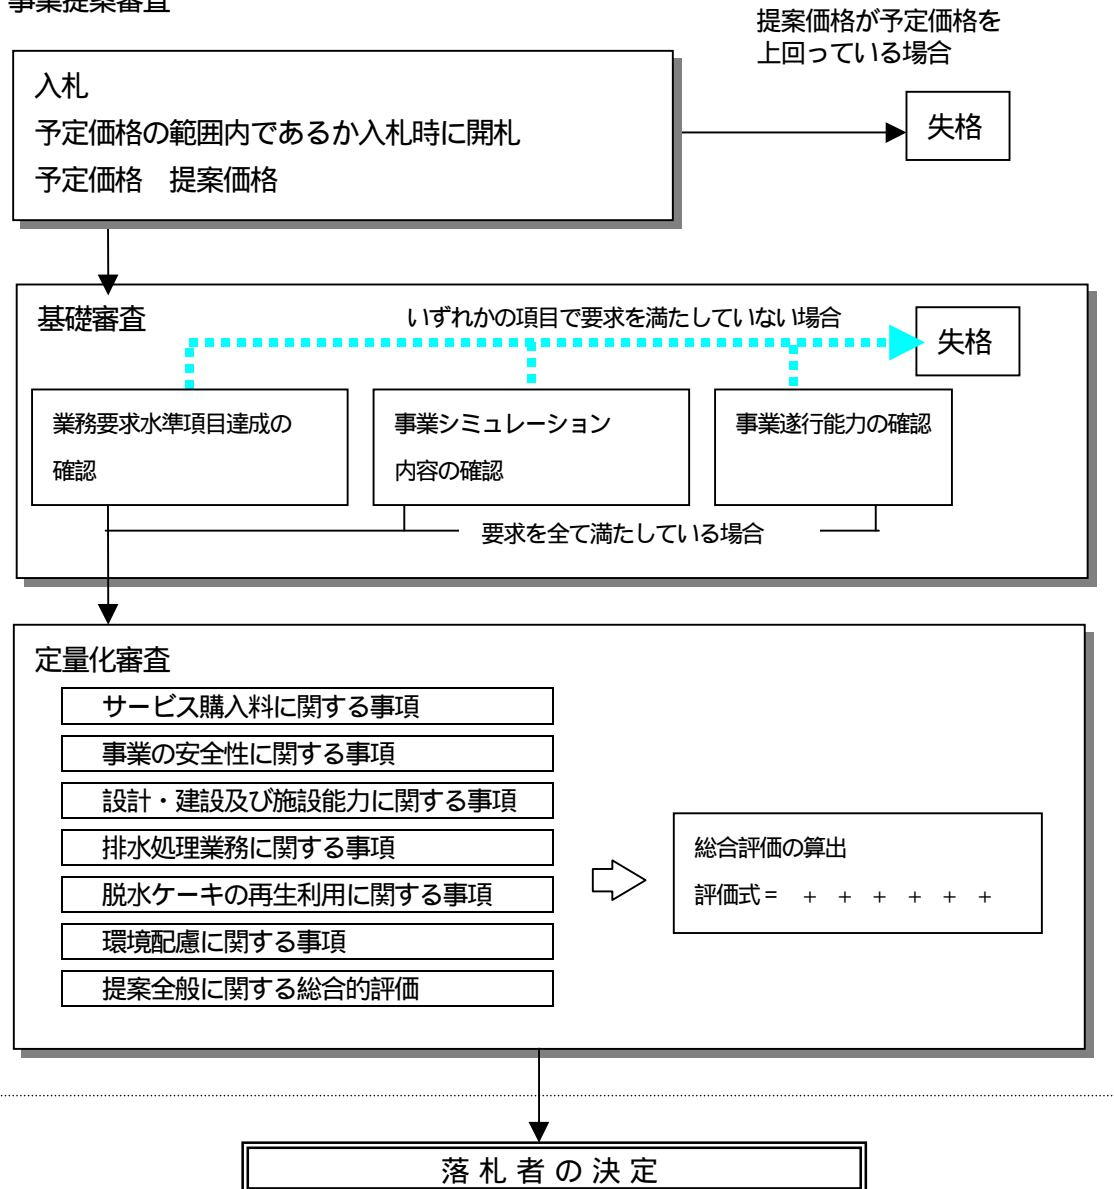 事業提案審査
提案価格が予定価格を
上回っている場合
入札
予定価格の範囲内であるか入札時に開札
予定価格　提案価格
失格
基礎審査
いずれかの項目で要求を満たしていない場合
失格
業務要求水準項目達成の
確認
事業シミュレーション
内容の確認
事業遂行能力の確認
要求を全て満たしている場合
定量化審査
サービス購入料に関する事項
事業の安全性に関する事項
設計・建設及び施設能力に関する事項
排水処理業務に関する事項
脱水ケーキの再生利用に関する事項
環境配慮に関する事項
提案全般に関する総合的評価
総合評価の算出
評価式＝　+　+　+　+　+　+
落札者の決定